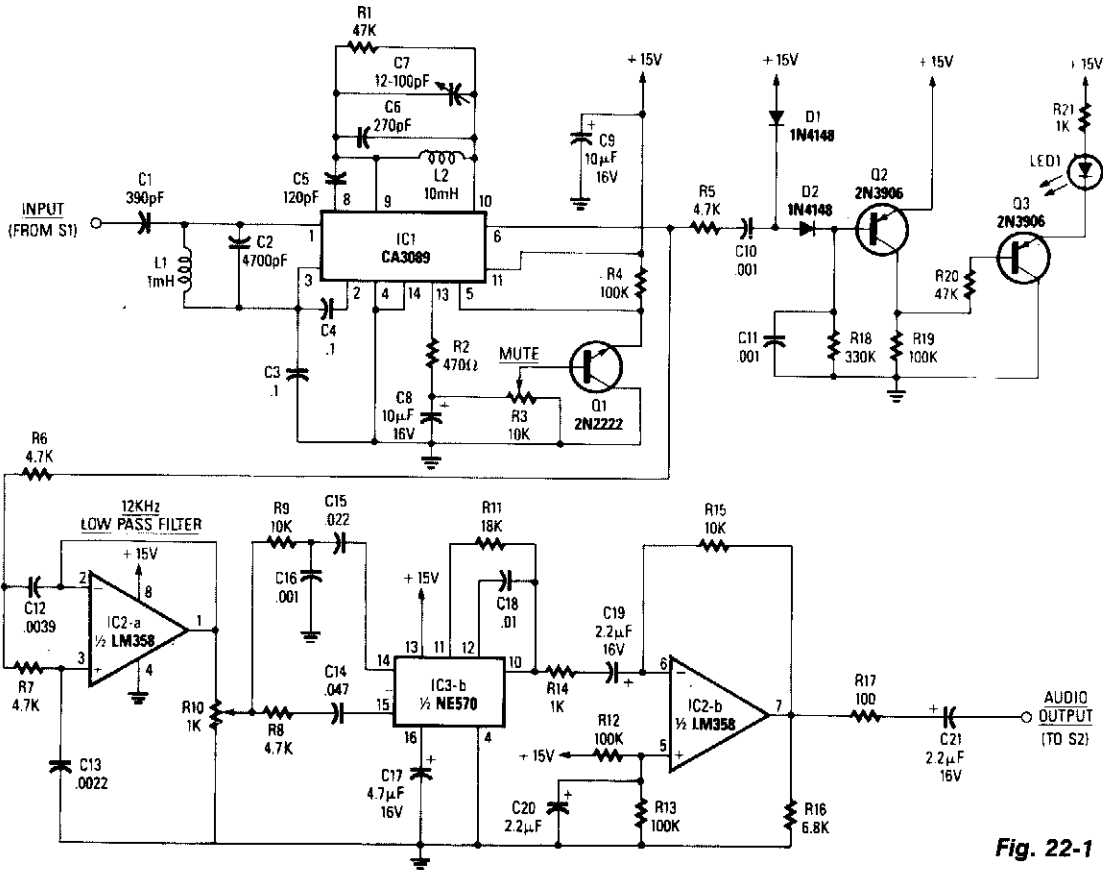 R1
47K
C7
12-100pF
C6
270pF
L2
10mH
C5
120pF
8
9
10
C1
390pF
INPUT
(FROM S1)
L1
1mH
C2
4700pF
1
IC1
CA3089
6
11
3
2
4
14
13
5
C4
.1
C3
.1
R2
470Ω
C8
10μF
16V
MUTE
R3
10K
Q1
2N2222
R4
100K
+15V
C9
10μF
16V
+
R5
4.7K
C10
.001
+15V
D1
1N4148
D2
1N4148
Q2
2N3906
+15V
C11
.001
R18
330K
R19
100K
R20
47K
Q3
2N3906
LED1
R21
1K
+15V
+
R6
4.7K
12KHz
LOW PASS FILTER
+15V
2
−
8
IC2-a
½ LM358
1
3
+
4
C12
.0039
R7
4.7K
C13
.0022
R10
1K
R9
10K
C15
.022
C16
.001
R8
4.7K
C14
.047
+15V
13
11
12
10
14
15
16
4
IC3-b
½ NE570
R11
18K
C18
.01
C17
4.7μF
16V
+
R14
1K
C19
2.2μF
16V
+
R12
100K
+15V
C20
2.2μF
+
R13
100K
R15
10K
6
−
IC2-b
½ LM358
7
5
+
R16
6.8K
R17
100
+
C21
2.2μF
16V
AUDIO
OUTPUT
(TO S2)
Fig. 22-1